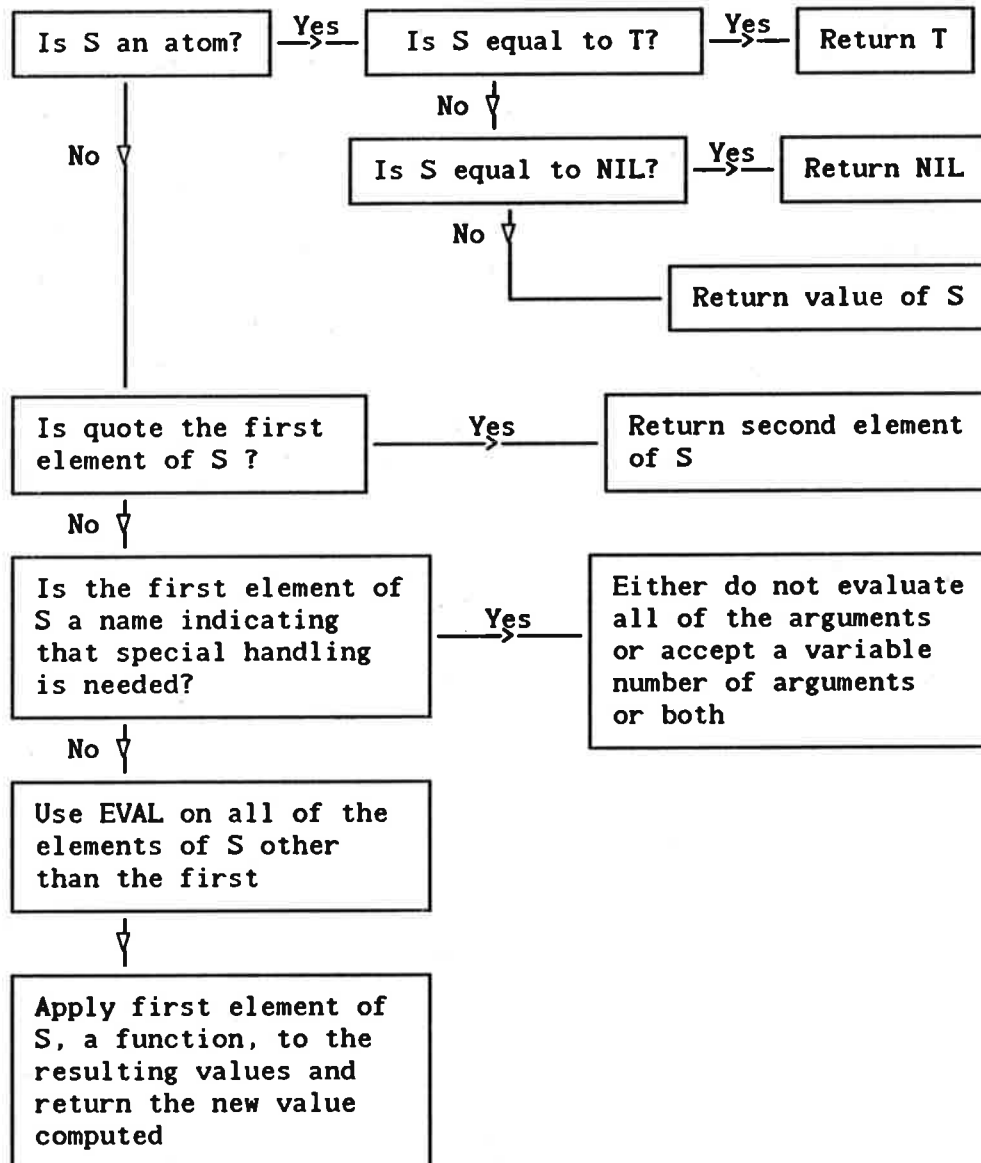 Is S an atom?
Yes
Is S equal to T?
Yes
Return T
No
No
Is S equal to NIL?
Yes
Return NIL
No
Return value of S
Is quote the first
element of S ?
Yes
Return second element
of S
No
Is the first element of
S a name indicating
that special handling
is needed?
Yes
Either do not evaluate
all of the arguments
or accept a variable
number of arguments
or both
No
Use EVAL on all of the
elements of S other
than the first
Apply first element of
S, a function, to the
resulting values and
return the new value
computed